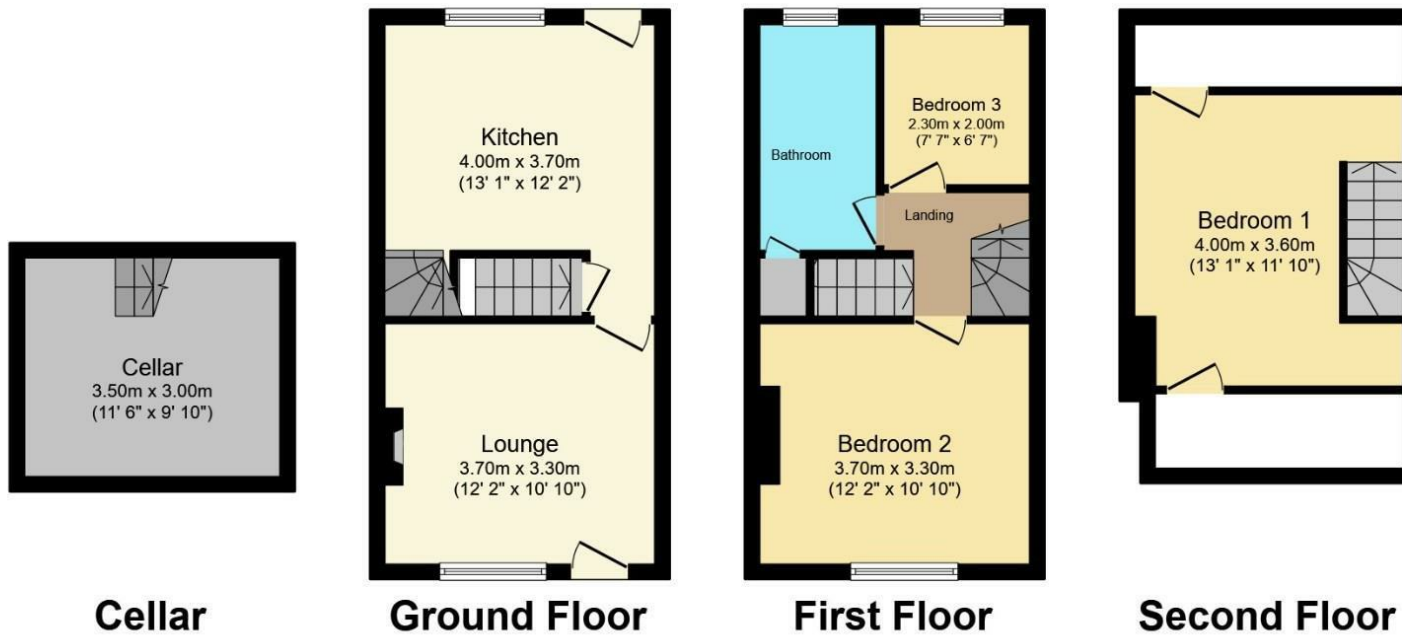 Cellar
3.50m x 3.00m
(11' 6" x 9' 10")
Cellar
Kitchen
4.00m x 3.70m
(13' 1" x 12' 2")
Lounge
3.70m x 3.30m
(12' 2" x 10' 10")
Ground Floor
Bathroom
Bedroom 3
2.30m x 2.00m
(7' 7" x 6' 7")
Landing
Bedroom 2
3.70m x 3.30m
(12' 2" x 10' 10")
First Floor
Bedroom 1
4.00m x 3.60m
(13' 1" x 11' 10")
Second Floor